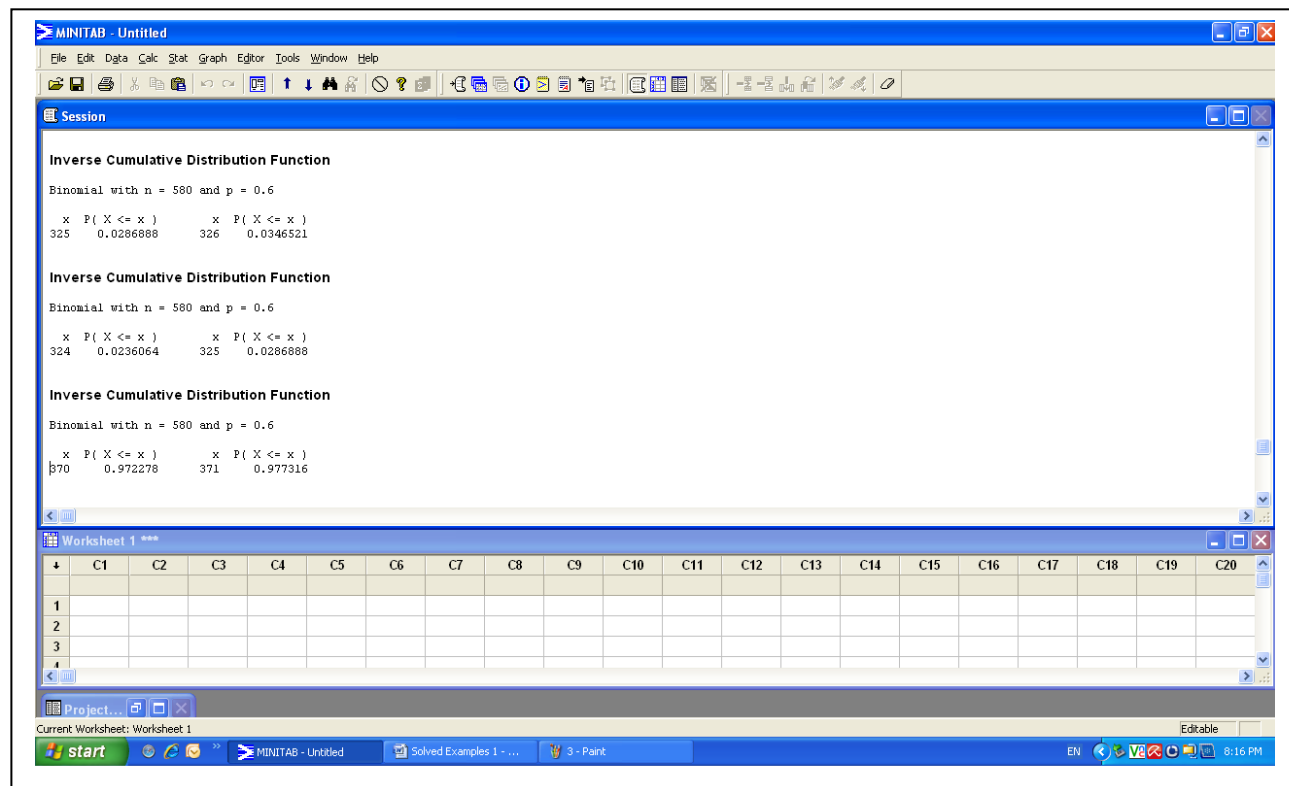 MINITAB - Untitled
File Edit Data Calc Stat Graph Editor Tools Window Help
Session
Inverse Cumulative Distribution Function
Binomial with n = 580 and p = 0.6
x P( X <= x ) x P( X <= x )
325 0.0286888 326 0.0346521
Inverse Cumulative Distribution Function
Binomial with n = 580 and p = 0.6
x P( X <= x ) x P( X <= x )
324 0.0236064 325 0.0286888
Inverse Cumulative Distribution Function
Binomial with n = 580 and p = 0.6
x P( X <= x ) x P( X <= x )
370 0.972278 371 0.977316
Worksheet 1 ***
C1 C2 C3 C4 C5 C6 C7 C8 C9 C10 C11 C12 C13 C14 C15 C16 C17 C18 C19 C20
1
2
3
4
Project...
Current Worksheet: Worksheet 1
Editable
start MINITAB - Untitled Solved Examples 1 - ... 3 - Paint EN 8:16 PM